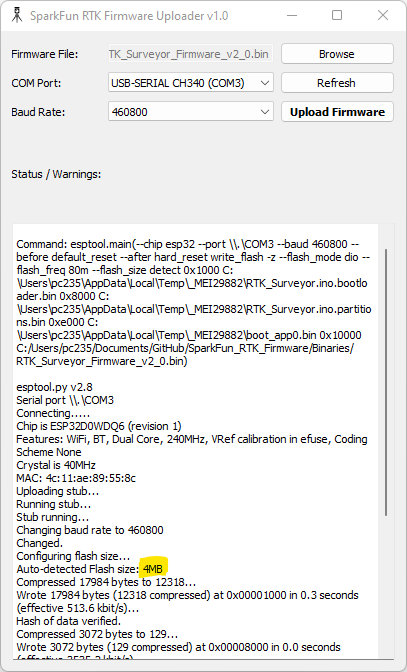 SparkFun RTK Firmware Uploader v1.0
Firmware File: TK_Surveyor_Firmware_v2_0.bin Browse
COM Port: USB-SERIAL CH340 (COM3) Refresh
Baud Rate: 460800 Upload Firmware
Status / Warnings:
Command: esptool.main(--chip esp32 --port \\.\COM3 --baud 460800 --
before default_reset --after hard_reset write_flash -z --flash_mode dio --
flash_freq 80m --flash_size detect 0x1000 C:
\Users\pc235\AppData\Local\Temp\_MEI29882\RTK_Surveyor.ino.bootlo
ader.bin 0x8000 C:
\Users\pc235\AppData\Local\Temp\_MEI29882\RTK_Surveyor.ino.partitio
ns.bin 0xe000 C:
\Users\pc235\AppData\Local\Temp\_MEI29882\boot_app0.bin 0x10000
C:/Users/pc235/Documents/GitHub/SparkFun_RTK_Firmware/Binaries/
RTK_Surveyor_Firmware_v2_0.bin)
esptool.py v2.8
Serial port \\.\COM3
Connecting.....
Chip is ESP32D0WDQ6 (revision 1)
Features: WiFi, BT, Dual Core, 240MHz, VRef calibration in efuse, Coding
Scheme None
Crystal is 40MHz
MAC: 4c:11:ae:89:55:8c
Uploading stub...
Running stub...
Stub running...
Changing baud rate to 460800
Changed.
Configuring flash size...
Auto-detected Flash size: 4MB
Compressed 17984 bytes to 12318...
Wrote 17984 bytes (12318 compressed) at 0x00001000 in 0.3 seconds
(effective 513.6 kbit/s)...
Hash of data verified.
Compressed 3072 bytes to 129...
Wrote 3072 bytes (129 compressed) at 0x00008000 in 0.0 seconds
(effective